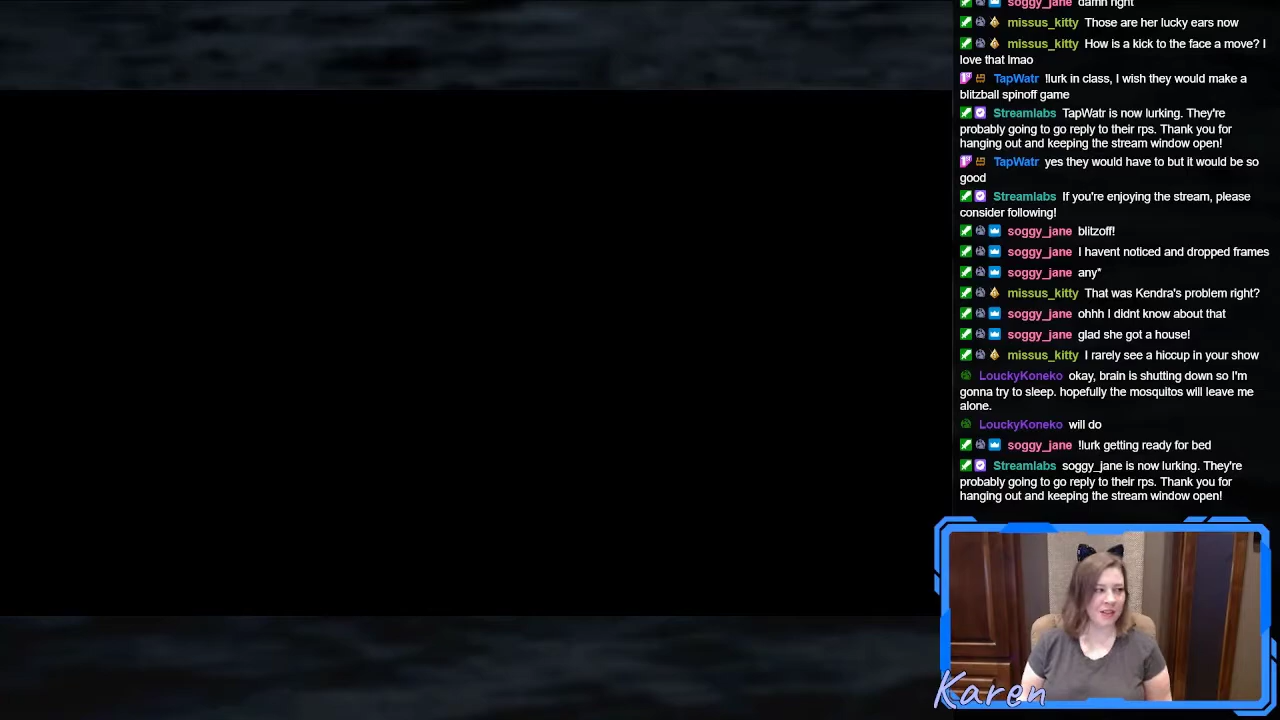 soggy_jane damn right
missus_kitty Those are her lucky ears now
missus_kitty How is a kick to the face a move? I
love that lmao
TapWatr !lurk in class, I wish they would make a
blitzball spinoff game
Streamlabs TapWatr is now lurking. They're
probably going to go reply to their rps. Thank you for
hanging out and keeping the stream window open!
TapWatr yes they would have to but it would be so
good
Streamlabs If you're enjoying the stream, please
consider following!
soggy_jane blitzoff!
soggy_jane I havent noticed and dropped frames
soggy_jane any*
missus_kitty That was Kendra's problem right?
soggy_jane ohhh I didnt know about that
soggy_jane glad she got a house!
missus_kitty I rarely see a hiccup in your show
LouckyKoneko okay, brain is shutting down so I'm
gonna try to sleep. hopefully the mosquitos will leave me
alone.
LouckyKoneko will do
soggy_jane !lurk getting ready for bed
Streamlabs soggy_jane is now lurking. They're
probably going to go reply to their rps. Thank you for
hanging out and keeping the stream window open!
Karen